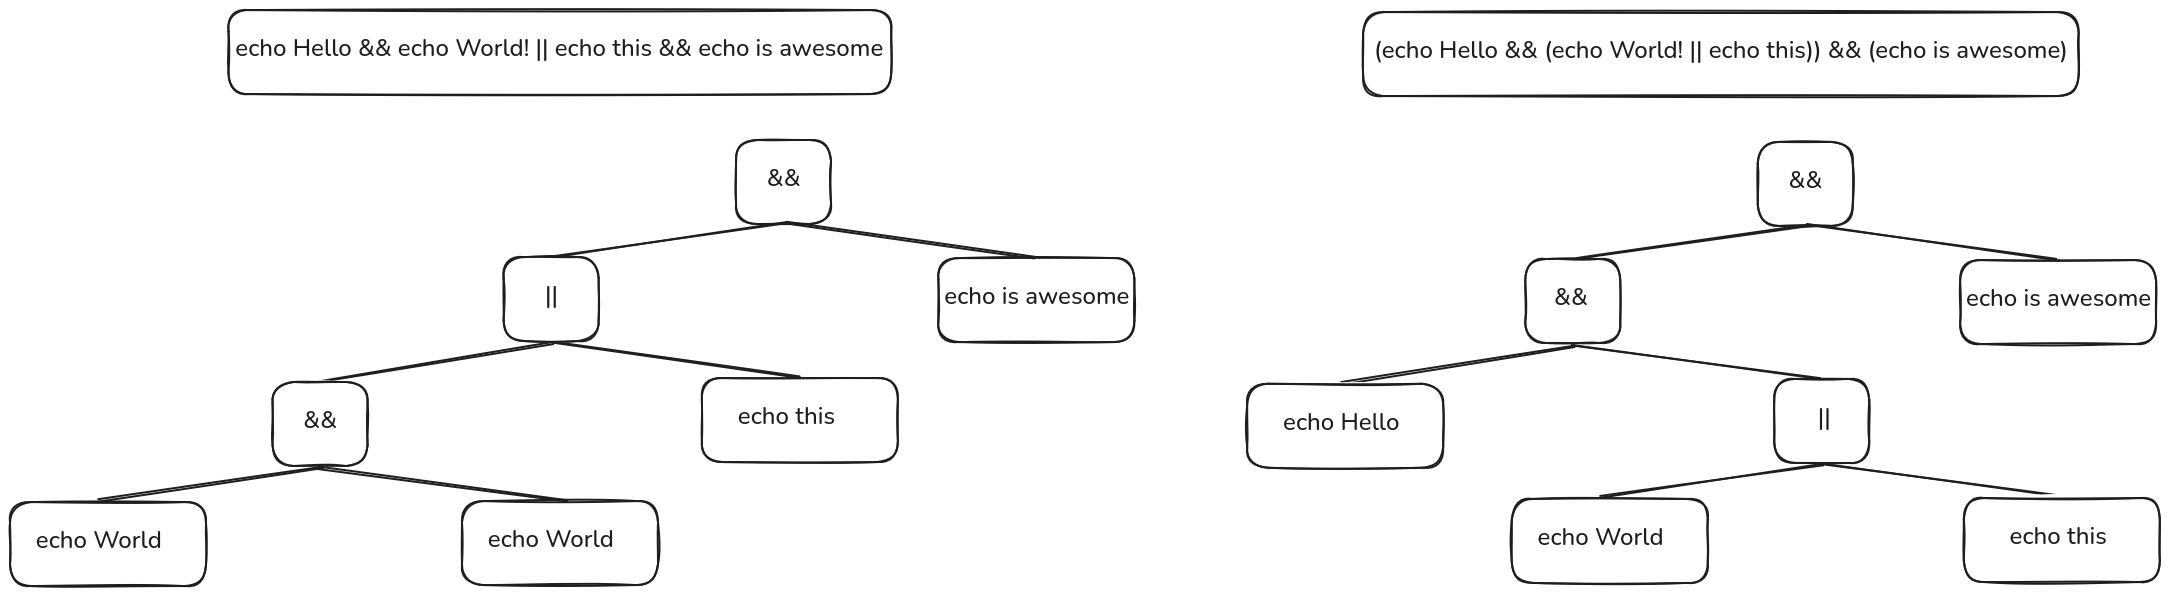 echo Hello && echo World! || echo this && echo is awesome
&&
||
echo is awesome
&&
echo this
echo World
echo World
(echo Hello && (echo World! || echo this)) && (echo is awesome)
&&
&&
echo is awesome
echo Hello
||
echo World
echo this